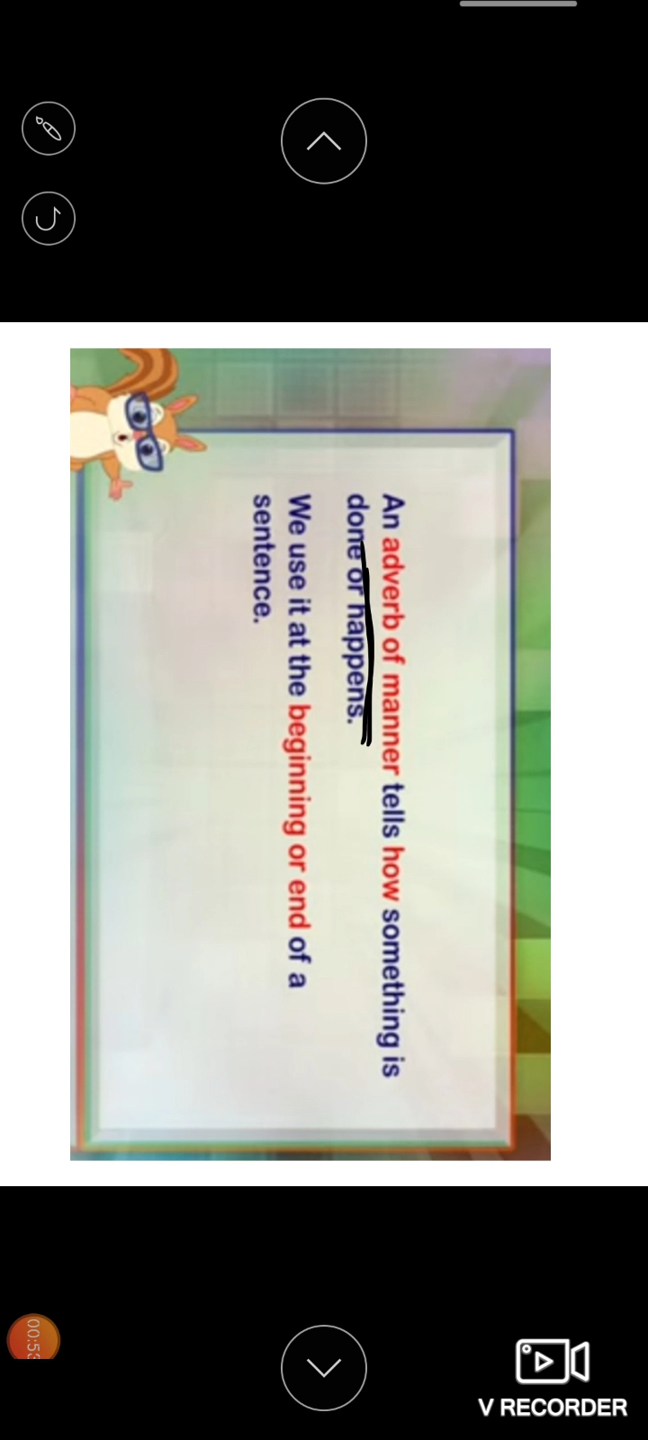 An adverb of manner tells how something is
done or happens.
We use it at the beginning or end of a
sentence.
V RECORDER